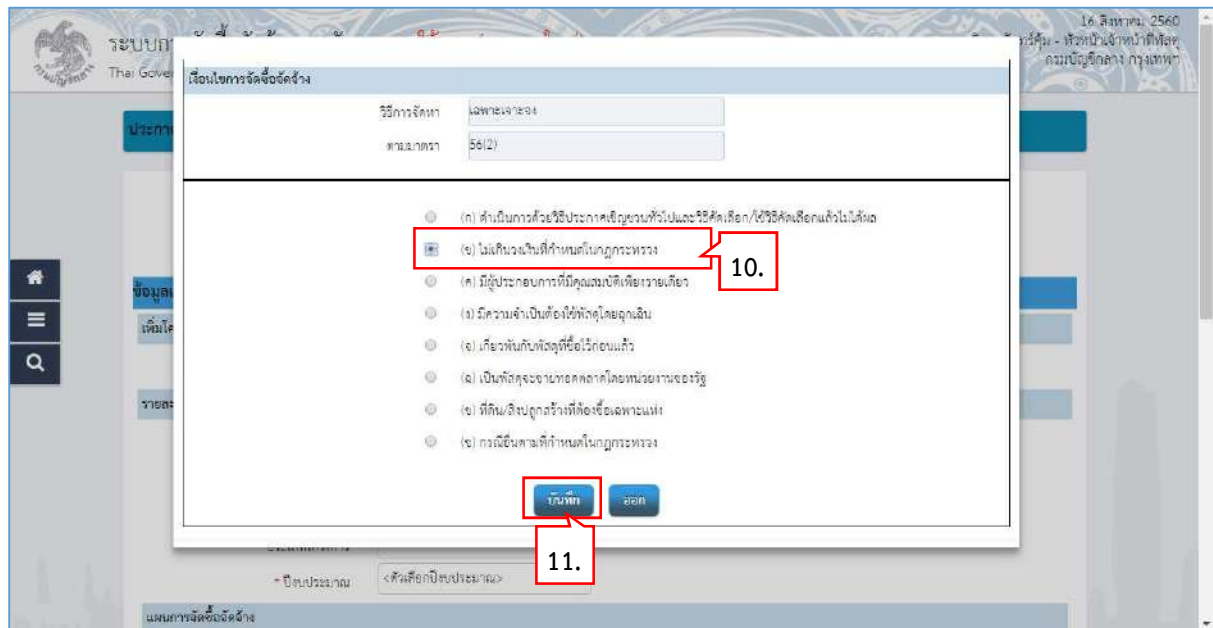 16 สิงหาคม 2560
- หัวหน้าเจ้าหน้าที่พัสดุ
กรมบัญชีกลาง กรุงเทพฯ
Thai Gove
เงื่อนไขการจัดซื้อจัดจ้าง
วิธีการจัดหา เฉพาะเจาะจง
ตามมาตรา 56(2)
(ก) ดำเนินการด้วยวิธีประกาศเชิญชวนทั่วไปและวิธีคัดเลือก/ใช้วิธีคัดเลือกแล้วไม่ได้ผล
(ข) ไม่เกินวงเงินที่กำหนดในกฎกระทรวง
10.
(ค) มีผู้ประกอบการที่มีคุณสมบัติเพียงรายเดียว
(ง) มีความจำเป็นต้องใช้พัสดุโดยฉุกเฉิน
(จ) เกี่ยวพันกับพัสดุที่ซื้อไว้ก่อนแล้ว
(ฉ) เป็นพัสดุจะขายทอดตลาดโดยหน่วยงานของรัฐ
(ช) ที่ดิน/สิ่งปลูกสร้างที่ต้องซื้อเฉพาะแห่ง
(ซ) กรณีอื่นตามที่กำหนดในกฎกระทรวง
บันทึก ออก
11.
* ปีงบประมาณ <ตัวเลือกปีงบประมาณ>
แผนการจัดซื้อจัดจ้าง